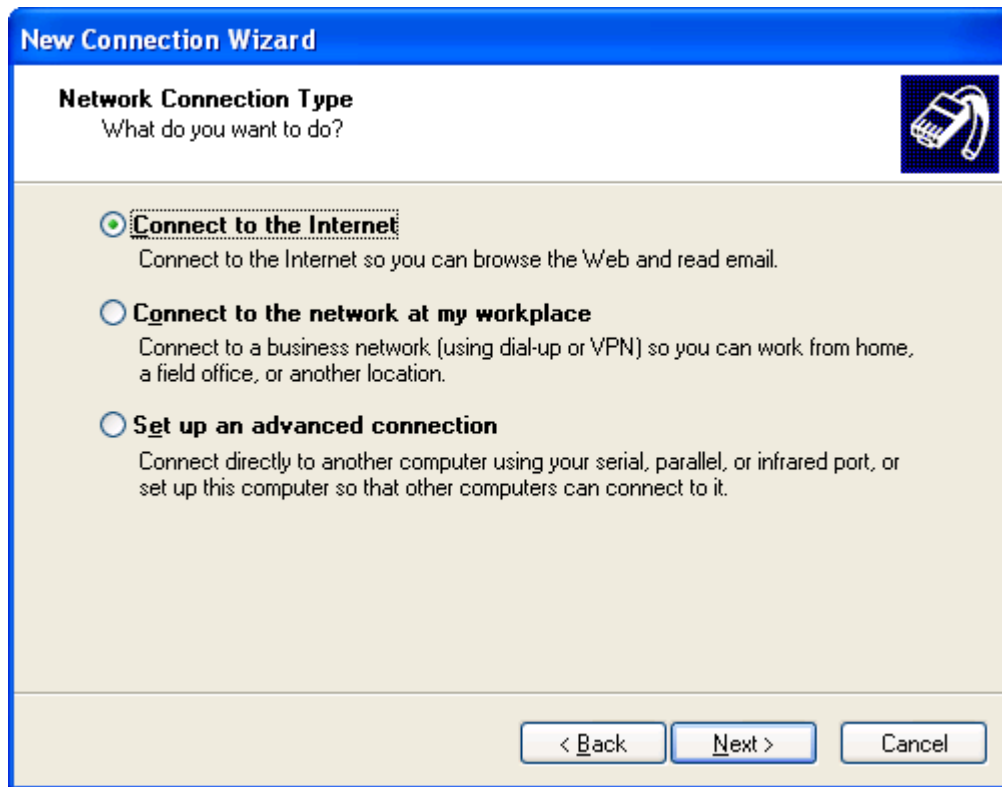 New Connection Wizard
Network Connection Type
What do you want to do?
Connect to the Internet
Connect to the Internet so you can browse the Web and read email.
Connect to the network at my workplace
Connect to a business network (using dial-up or VPN) so you can work from home,
a field office, or another location.
Set up an advanced connection
Connect directly to another computer using your serial, parallel, or infrared port, or
set up this computer so that other computers can connect to it.
< Back Next > Cancel